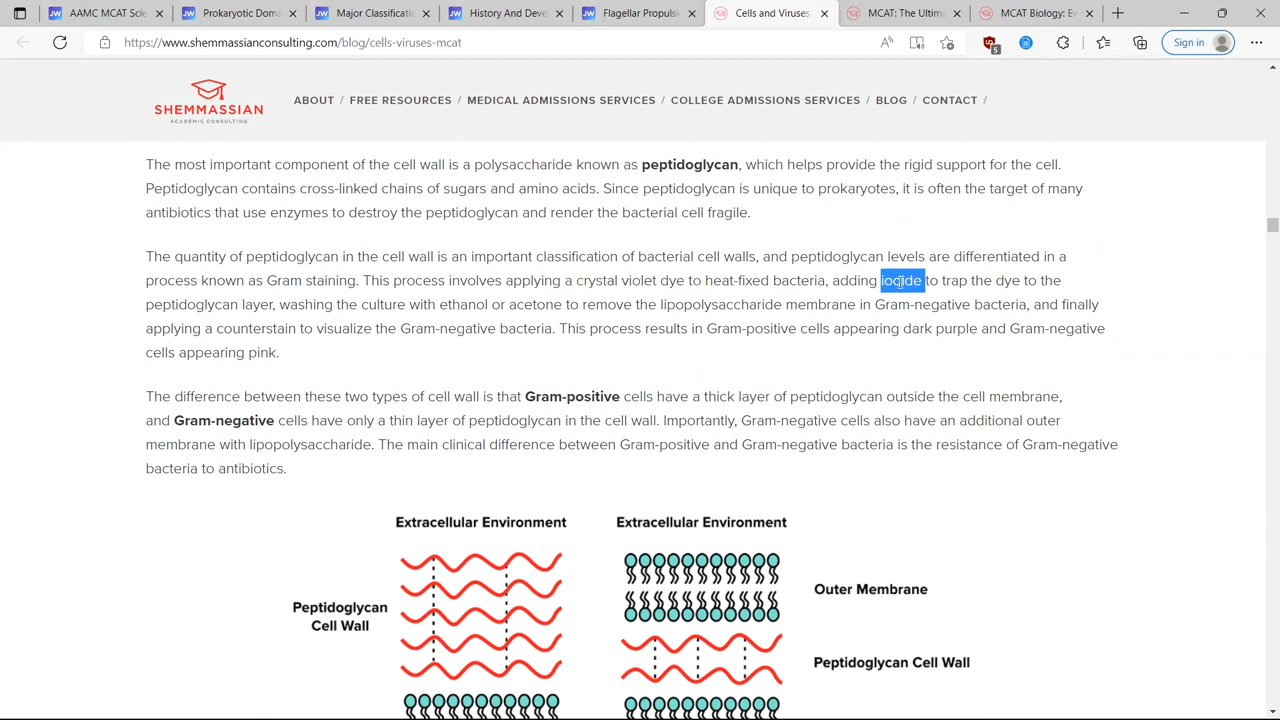 AAMC MCAT Scie
Prokaryotic Doma
Major Classificati
History And Deve
Flagellar Propulsi
Cells and Viruses
MCAT: The Ultima
MCAT Biology: Ev
https://www.shemmassianconsulting.com/blog/cells-viruses-mcat
5
Sign in
SHEMMASSIAN
ACADEMIC CONSULTING
ABOUT / FREE RESOURCES / MEDICAL ADMISSIONS SERVICES / COLLEGE ADMISSIONS SERVICES / BLOG / CONTACT /
The most important component of the cell wall is a polysaccharide known as peptidoglycan, which helps provide the rigid support for the cell.
Peptidoglycan contains cross-linked chains of sugars and amino acids. Since peptidoglycan is unique to prokaryotes, it is often the target of many
antibiotics that use enzymes to destroy the peptidoglycan and render the bacterial cell fragile.
The quantity of peptidoglycan in the cell wall is an important classification of bacterial cell walls, and peptidoglycan levels are differentiated in a
process known as Gram staining. This process involves applying a crystal violet dye to heat-fixed bacteria, adding iodide to trap the dye to the
peptidoglycan layer, washing the culture with ethanol or acetone to remove the lipopolysaccharide membrane in Gram-negative bacteria, and finally
applying a counterstain to visualize the Gram-negative bacteria. This process results in Gram-positive cells appearing dark purple and Gram-negative
cells appearing pink.
The difference between these two types of cell wall is that Gram-positive cells have a thick layer of peptidoglycan outside the cell membrane,
and Gram-negative cells have only a thin layer of peptidoglycan in the cell wall. Importantly, Gram-negative cells also have an additional outer
membrane with lipopolysaccharide. The main clinical difference between Gram-positive and Gram-negative bacteria is the resistance of Gram-negative
bacteria to antibiotics.
Extracellular Environment
Extracellular Environment
Outer Membrane
Peptidoglycan
Cell Wall
Peptidoglycan Cell Wall